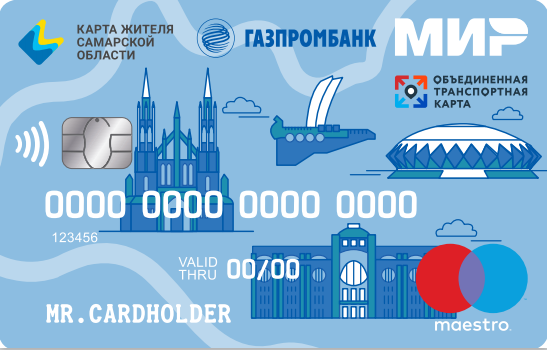 КАРТА ЖИТЕЛЯ
САМАРСКОЙ
ОБЛАСТИ
ГАЗПРОМБАНК
МИР
ОБЪЕДИНЕННАЯ
ТРАНСПОРТНАЯ
КАРТА
0000 0000 0000 0000
123456
VALID
THRU 00/00
MR.CARDHOLDER
maestro.